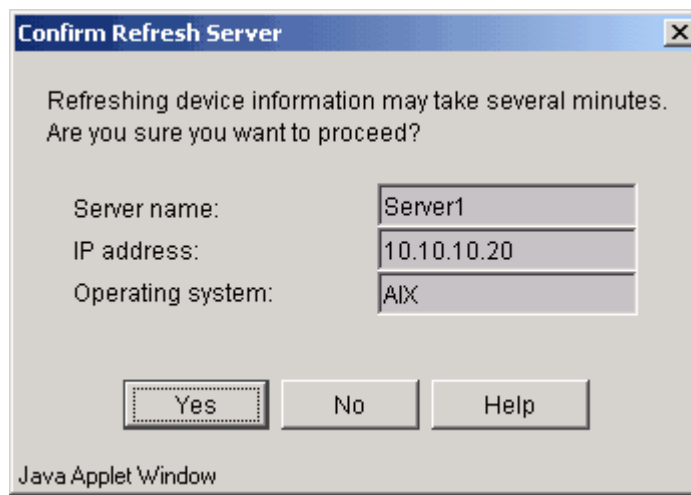 Confirm Refresh Server
Refreshing device information may take several minutes.
Are you sure you want to proceed?
Server name: Server1
IP address: 10.10.10.20
Operating system: AIX
Yes No Help
Java Applet Window